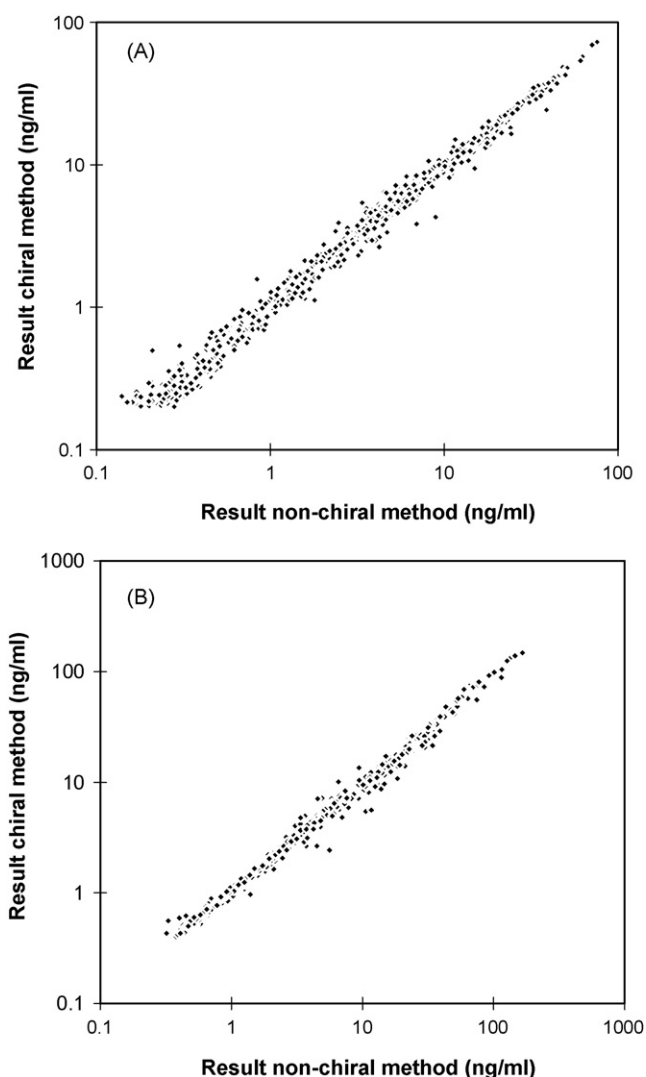 100
(A)
10
1
0.1
Result chiral method (ng/ml)
0.1 1 10 100
Result non-chiral method (ng/ml)
1000
(B)
100
10
1
0.1
Result chiral method (ng/ml)
0.1 1 10 100 1000
Result non-chiral method (ng/ml)